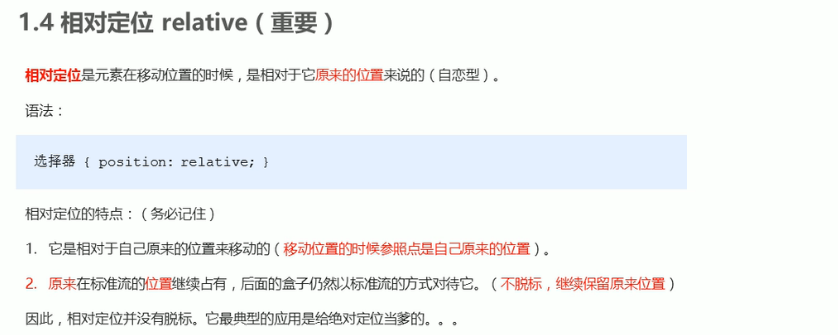 1.4 相对定位 relative（重要）
相对定位是元素在移动位置的时候，是相对于它原来的位置来说的（自恋型）。
语法：
选择器 { position: relative; }
相对定位的特点：（务必记住）
1. 它是相对于自己原来的位置来移动的（移动位置的时候参照点是自己原来的位置）。
2. 原来在标准流的位置继续占有，后面的盒子仍然以标准流的方式对待它。（不脱标，继续保留原来位置）
因此，相对定位并没有脱标。它最典型的应用是给绝对定位当爹的。。。